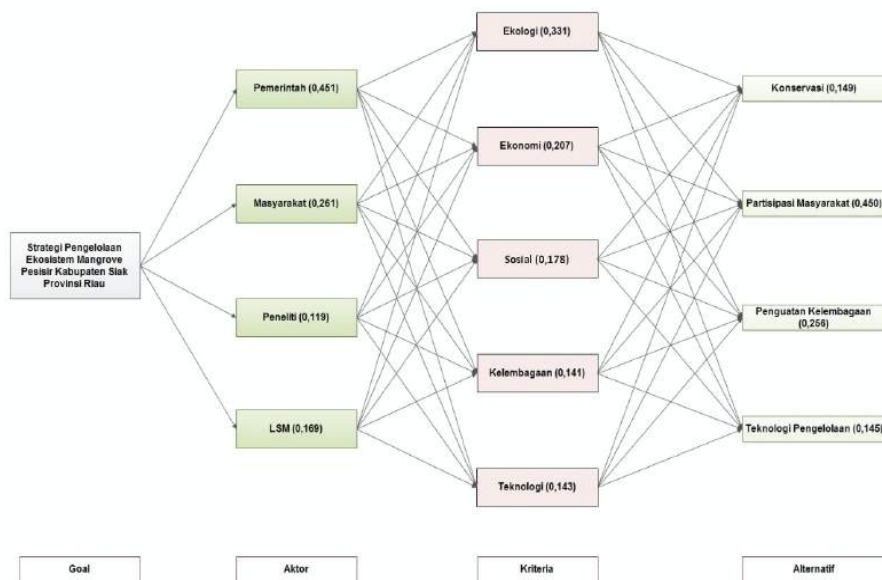 Strategi Pengelolaan
Ekosistem Mangrove
Pesisir Kabupaten Siak
Provinsi Riau
Pemerintah (0,451)
Masyarakat (0,261)
Peneliti (0,119)
LSM (0,169)
Ekologi (0,331)
Ekonomi (0,207)
Sosial (0,178)
Kelembagaan (0,141)
Teknologi (0,143)
Konservasi (0,149)
Partisipasi Masyarakat (0,450)
Penguatan Kelembagaan
(0,256)
Teknologi Pengelolaan (0,145)
Goal
Aktor
Kriteria
Alternatif